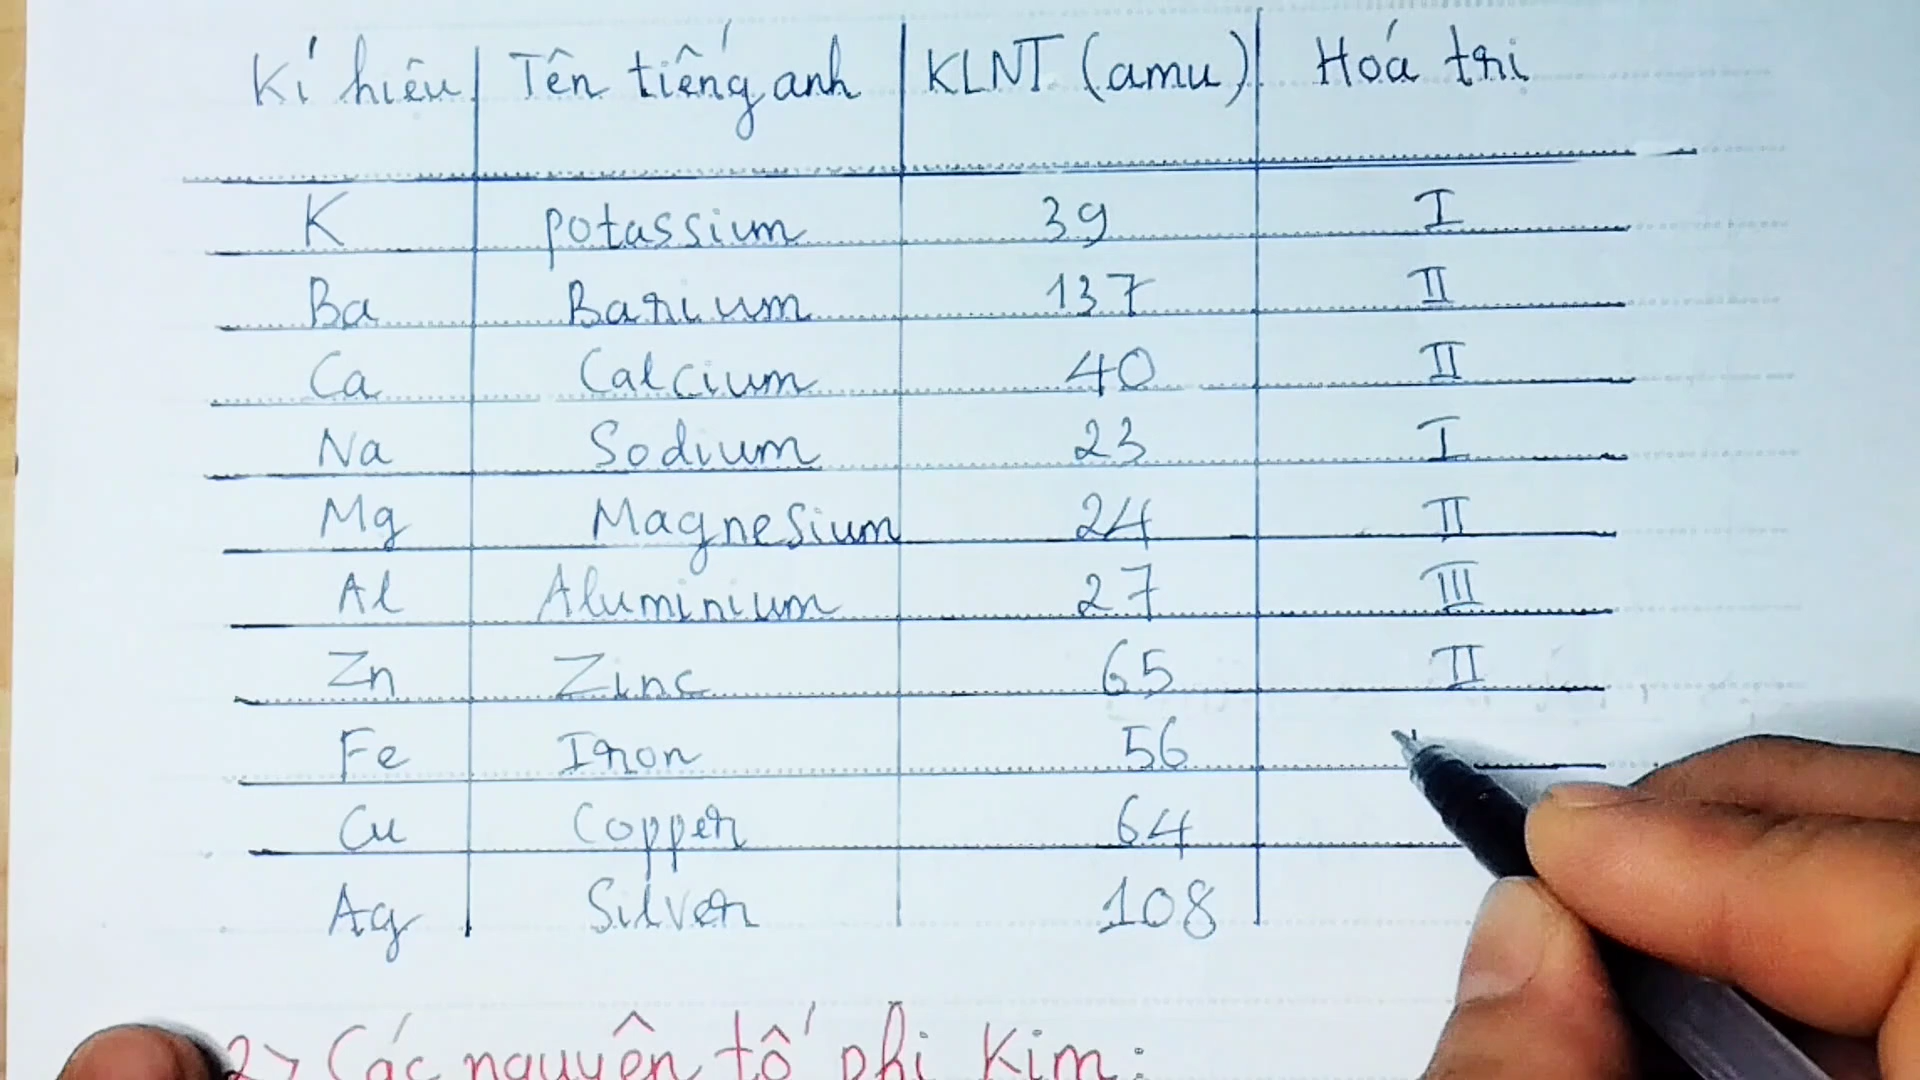 Kí hiệu Tên tiếng anh KLNT (amu) Hoá trị
K potassium 39 I
Ba Barium 137 II
Ca Calcium 40 II
Na Sodium 23 I
Mg Magnesium 24 II
Al Aluminium 27 III
Zn Zinc 65 II
Fe Iron 56
Cu Copper 64
Ag Silver 108
2> Các nguyên tố phi kim: